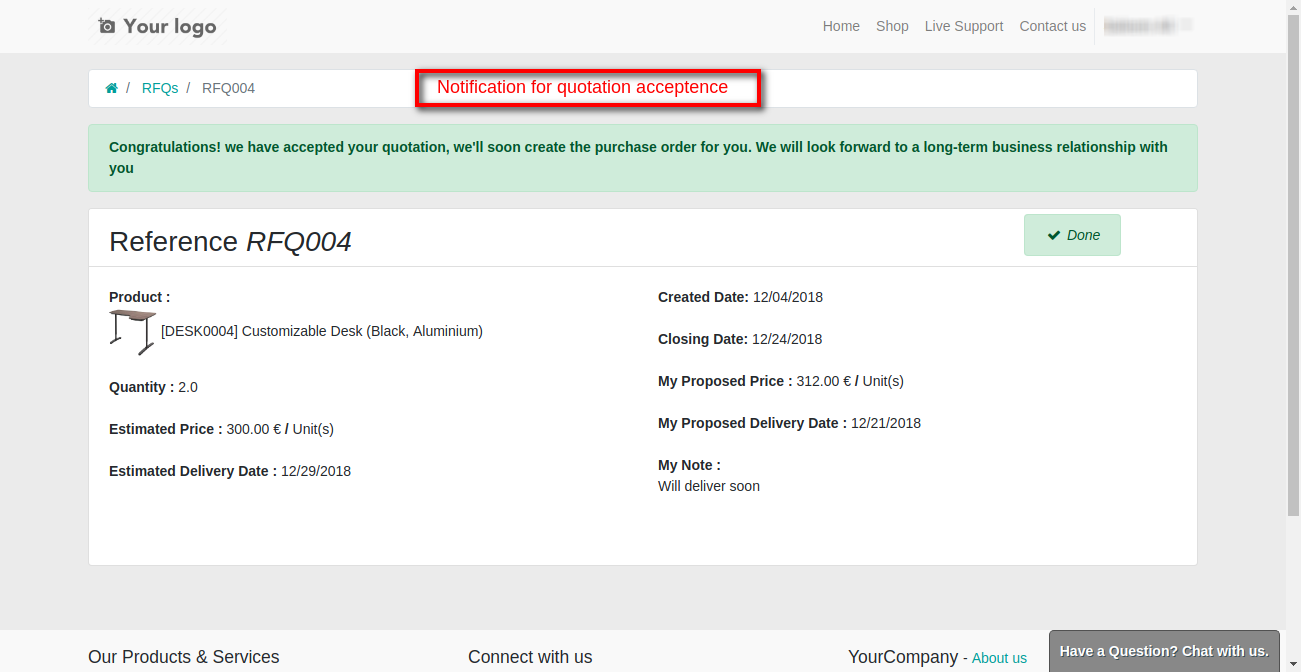 Your logo
Home Shop Live Support Contact us
/ RFQs / RFQ004
Notification for quotation acceptence
Congratulations! we have accepted your quotation, we'll soon create the purchase order for you. We will look forward to a long-term business relationship with
you
Reference RFQ004
Done
Product :
[DESK0004] Customizable Desk (Black, Aluminium)
Quantity : 2.0
Estimated Price : 300.00 € / Unit(s)
Estimated Delivery Date : 12/29/2018
Created Date: 12/04/2018
Closing Date: 12/24/2018
My Proposed Price : 312.00 € / Unit(s)
My Proposed Delivery Date : 12/21/2018
My Note :
Will deliver soon
Our Products & Services
Connect with us
YourCompany - About us
Have a Question? Chat with us.